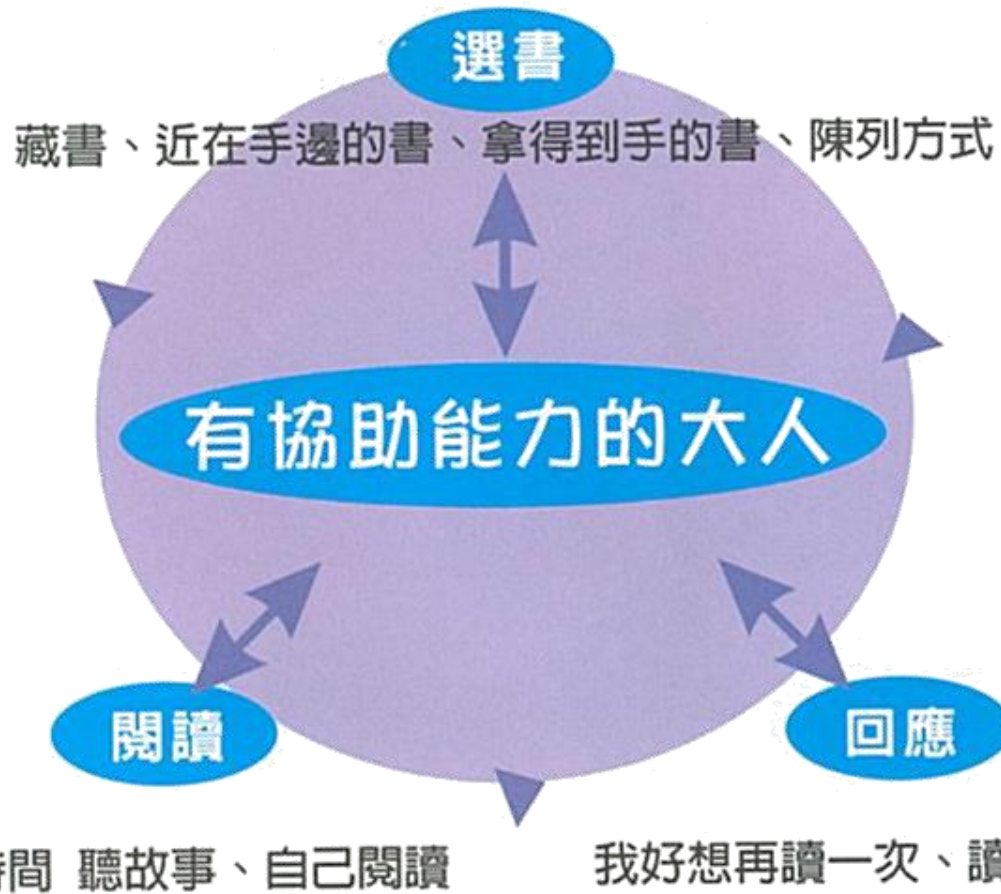 選書
藏書、近在手邊的書、拿得到手的書、陳列方式
有協助能力的大人
閱讀
回應
時間 聽故事、自己閱讀
我好想再讀一次、讀